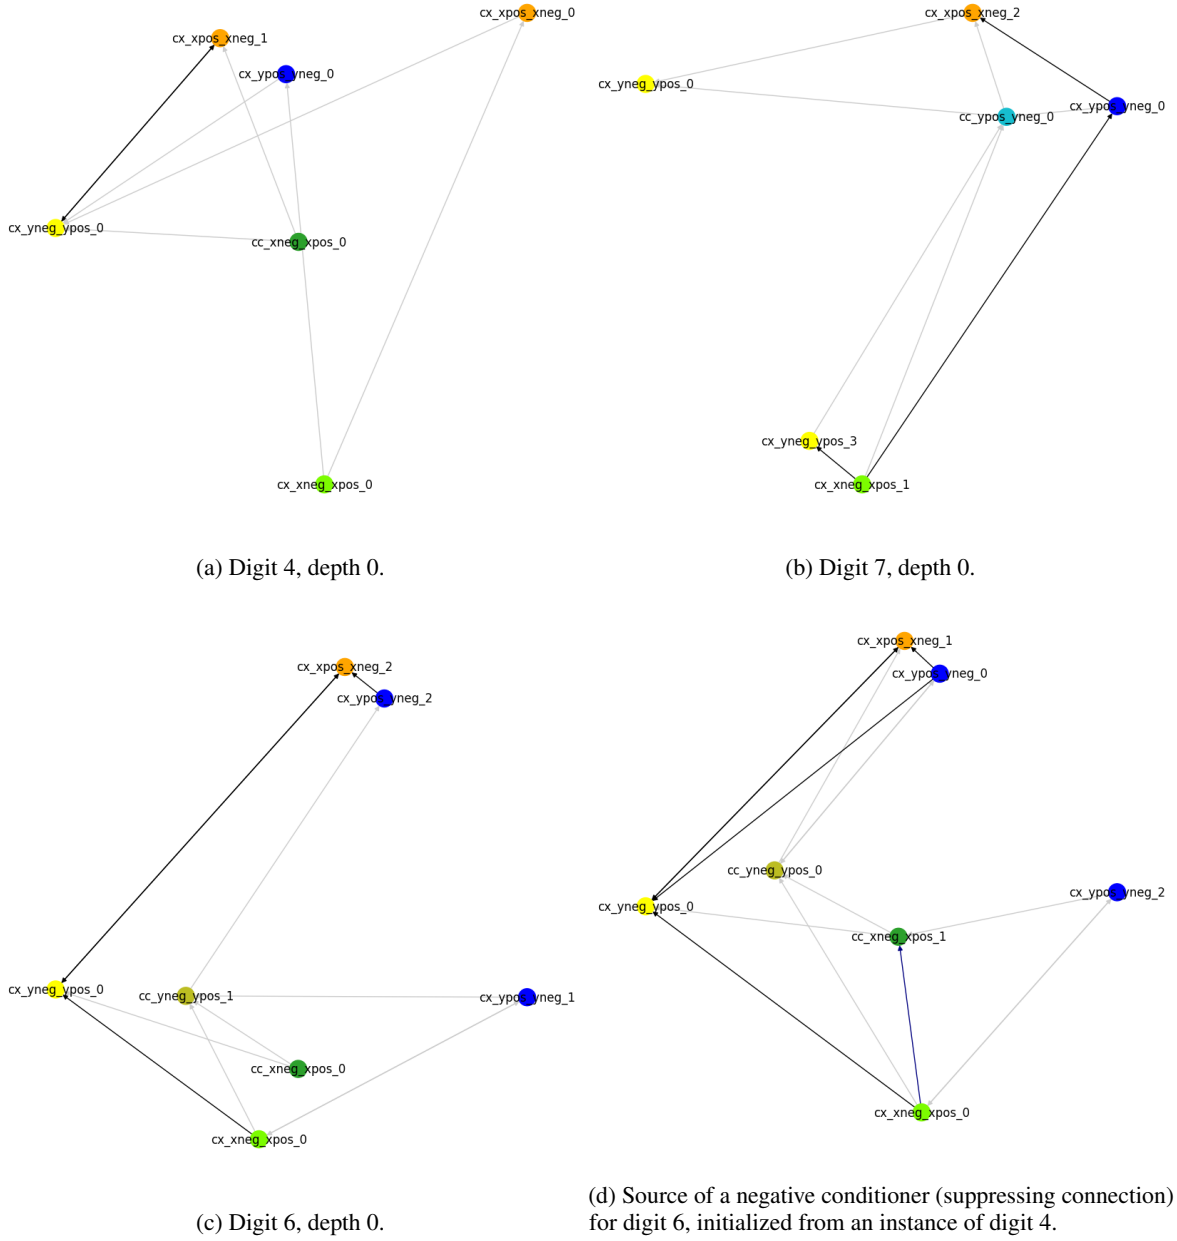 cx_xpos_xneg_0
cx_xpos_xneg_1
cx_ypos_yneg_0
cx_yneg_ypos_0
cc_xneg_xpos_0
cx_xneg_xpos_0
(a) Digit 4, depth 0.
cx_xpos_xneg_2
cx_yneg_ypos_0
cx_ypos_yneg_0
cc_ypos_yneg_0
cx_yneg_ypos_3
cx_xneg_xpos_1
(b) Digit 7, depth 0.
cx_xpos_xneg_2
cx_ypos_yneg_2
cx_yneg_ypos_0
cc_yneg_ypos_1
cx_ypos_yneg_1
cc_xneg_xpos_0
cx_xneg_xpos_0
(c) Digit 6, depth 0.
cx_xpos_xneg_1
cx_ypos_yneg_0
cc_yneg_ypos_0
cx_ypos_yneg_2
cx_yneg_ypos_0
cc_xneg_xpos_1
cx_xneg_xpos_0
(d) Source of a negative conditioner (suppressing connection)
for digit 6, initialized from an instance of digit 4.